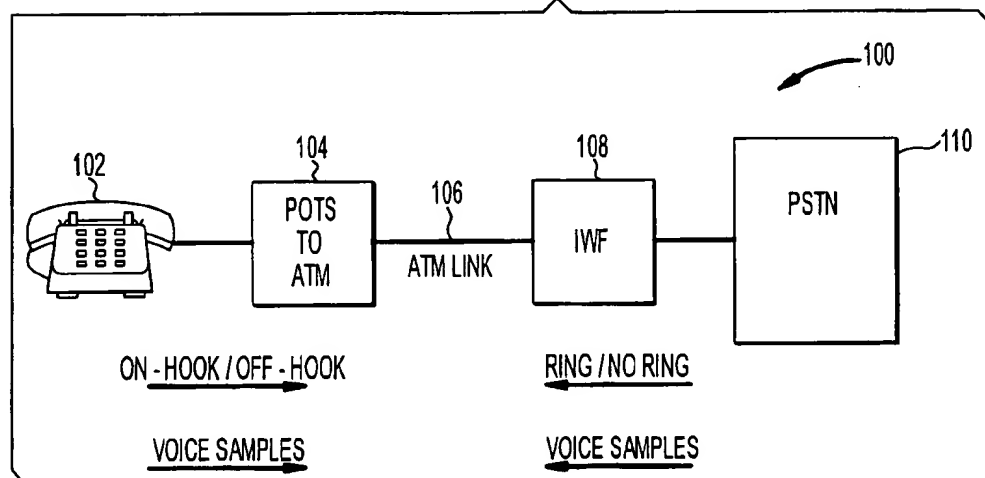 100
102
104
106
108
110
POTS
TO
ATM
ATM LINK
IWF
PSTN
ON - HOOK / OFF - HOOK
RING / NO RING
VOICE SAMPLES
VOICE SAMPLES